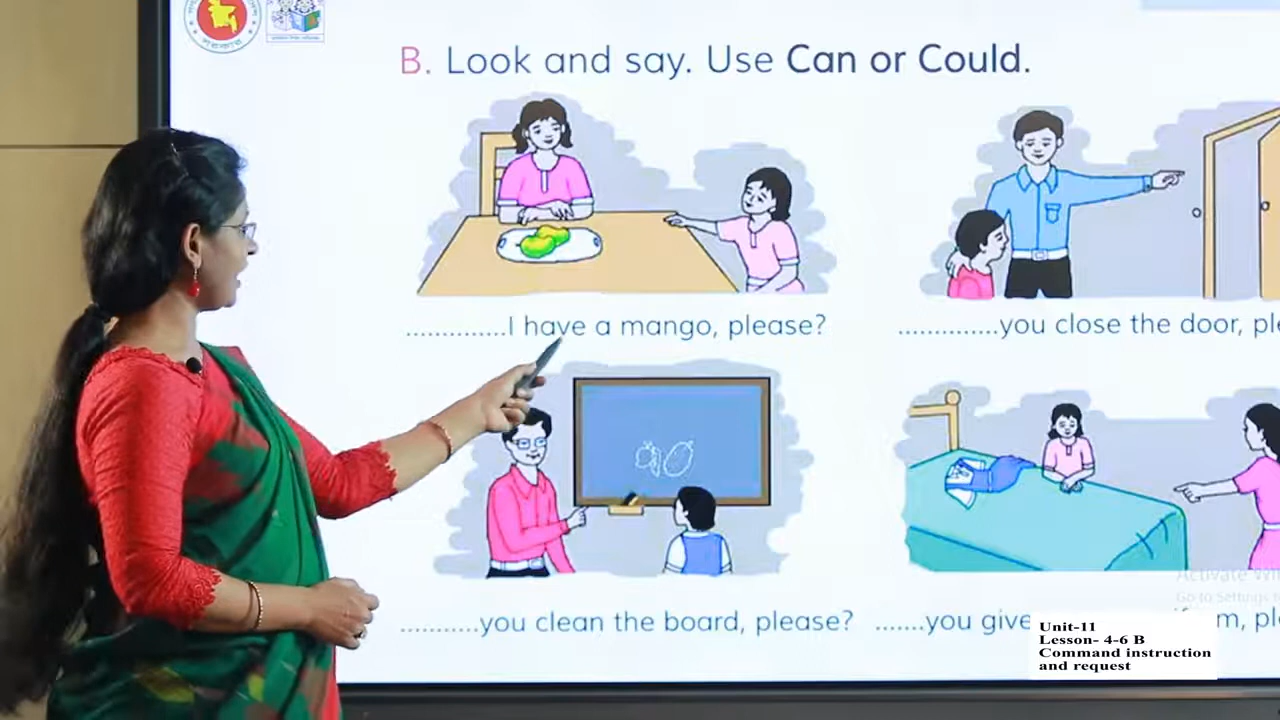 B. Look and say. Use Can or Could.
..............I have a mango, please?
..............you close the door, ple
...........you clean the board, please?
.......you give
m, ple
Unit-11
Lesson- 4-6 B
Command instruction
and request